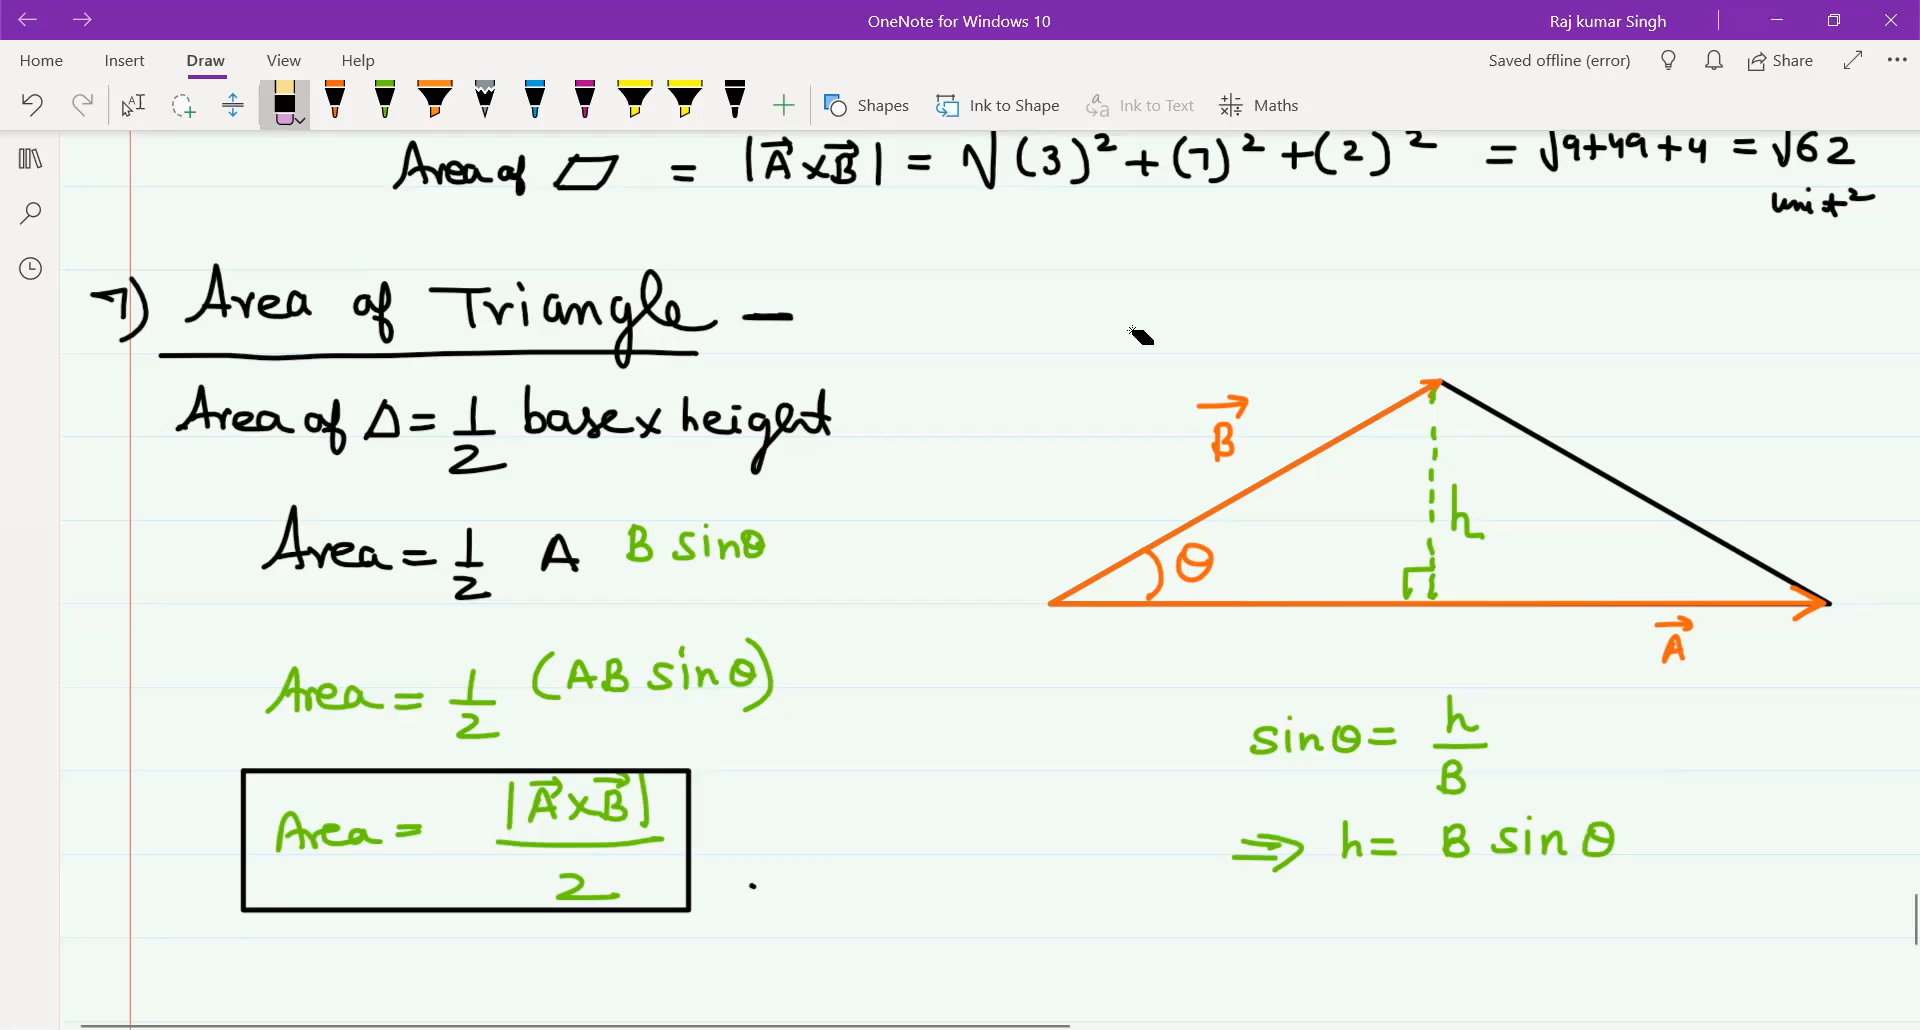 OneNote for Windows 10
Raj kumar Singh
Home Insert Draw View Help
Saved offline (error) Share
Shapes Ink to Shape Ink to Text Maths
Area of ▱ = |A⃗ x B⃗| = √(3)² + (7)² + (2)² = √9+49+4 = √62
unit²
7) Area of Triangle —
Area of Δ = 1/2 base x height
Area = 1/2 A B sinθ
Area = 1/2 (AB sinθ)
Area = |A⃗ x B⃗| / 2
B⃗
h
θ
A⃗
sinθ = h/B
⇒ h = B sinθ